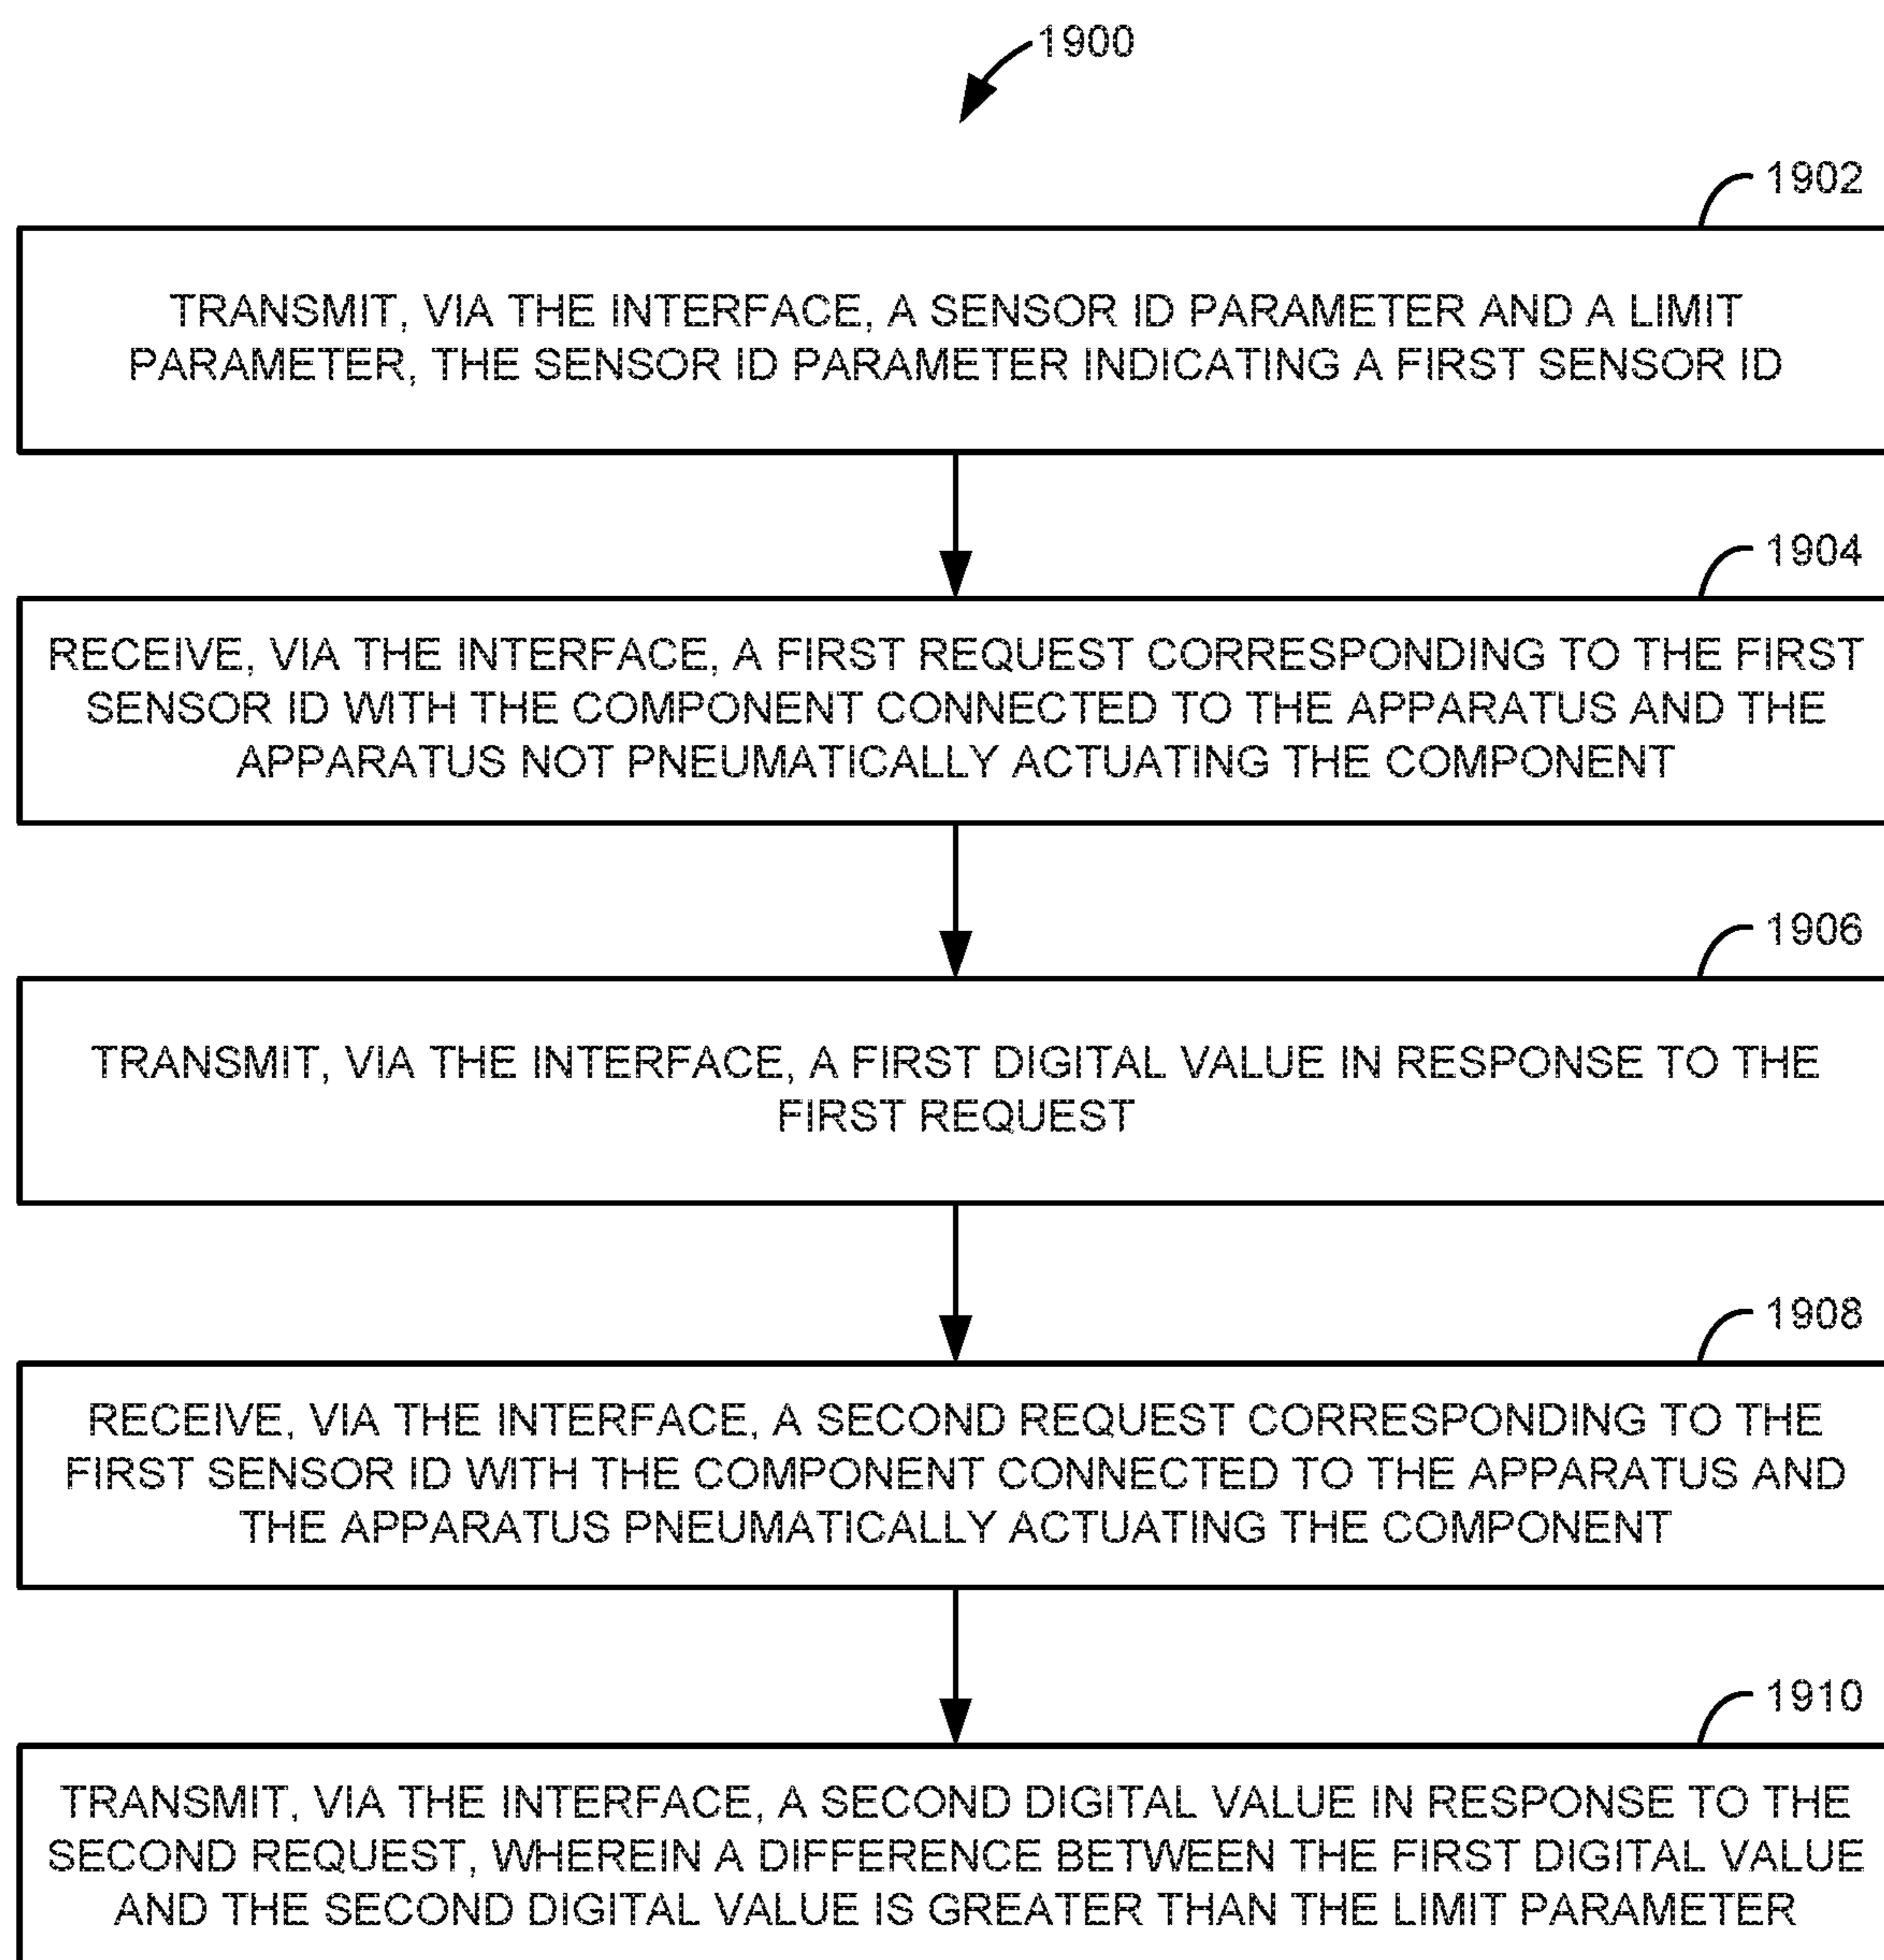 1900
1902
TRANSMIT, VIA THE INTERFACE, A SENSOR ID PARAMETER AND A LIMIT
PARAMETER, THE SENSOR ID PARAMETER INDICATING A FIRST SENSOR ID
1904
RECEIVE, VIA THE INTERFACE, A FIRST REQUEST CORRESPONDING TO THE FIRST
SENSOR ID WITH THE COMPONENT CONNECTED TO THE APPARATUS AND THE
APPARATUS NOT PNEUMATICALLY ACTUATING THE COMPONENT
1906
TRANSMIT, VIA THE INTERFACE, A FIRST DIGITAL VALUE IN RESPONSE TO THE
FIRST REQUEST
1908
RECEIVE, VIA THE INTERFACE, A SECOND REQUEST CORRESPONDING TO THE
FIRST SENSOR ID WITH THE COMPONENT CONNECTED TO THE APPARATUS AND
THE APPARATUS PNEUMATICALLY ACTUATING THE COMPONENT
1910
TRANSMIT, VIA THE INTERFACE, A SECOND DIGITAL VALUE IN RESPONSE TO THE
SECOND REQUEST, WHEREIN A DIFFERENCE BETWEEN THE FIRST DIGITAL VALUE
AND THE SECOND DIGITAL VALUE IS GREATER THAN THE LIMIT PARAMETER